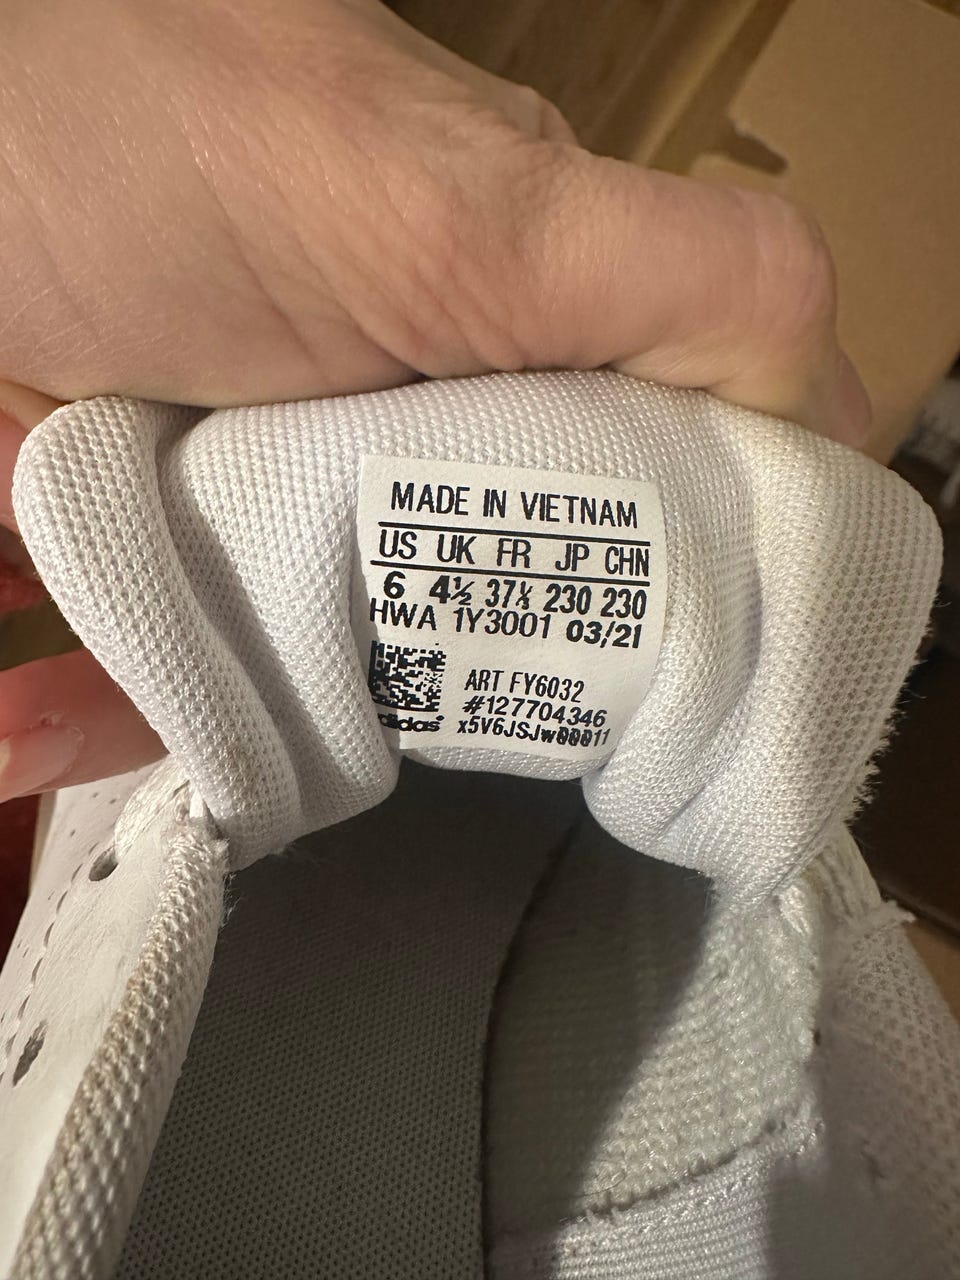 MADE IN VIETNAM
US UK FR JP CHN
6 4½ 37⅓ 230 230
HWA 1Y3001 03/21
ART FY6032
#127704346
adidas® x5V6JSJw00011